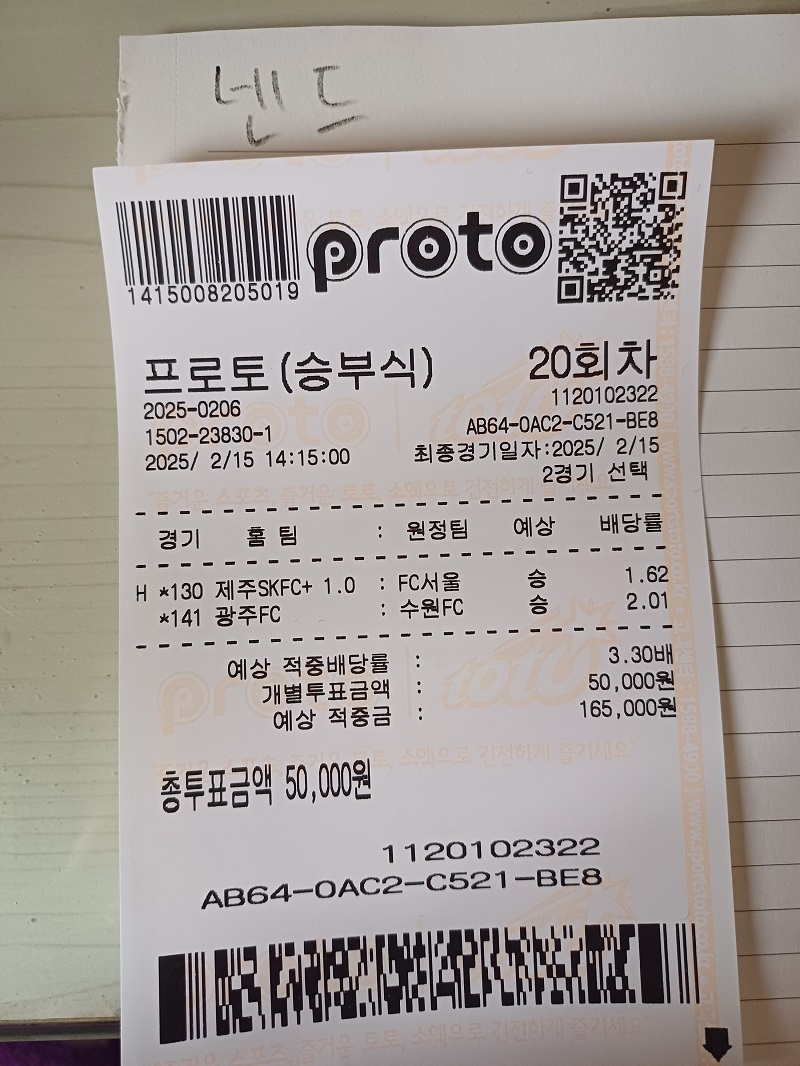 넨드
proto
1415008205019
프로토(승부식) 20회차
2025-0206 1120102322
1502-23830-1 AB64-0AC2-C521-BE8
2025/ 2/15 14:15:00 최종경기일자:2025/ 2/15
2경기 선택
경기 홈 팀 : 원정팀 예상 배당률
H *130 제주SKFC+ 1.0 : FC서울 승 1.62
*141 광주FC : 수원FC 승 2.01
예상 적중배당률 : 3.30배
개별투표금액 : 50,000원
예상 적중금 : 165,000원
총투표금액 50,000원
1120102322
AB64-0AC2-C521-BE8